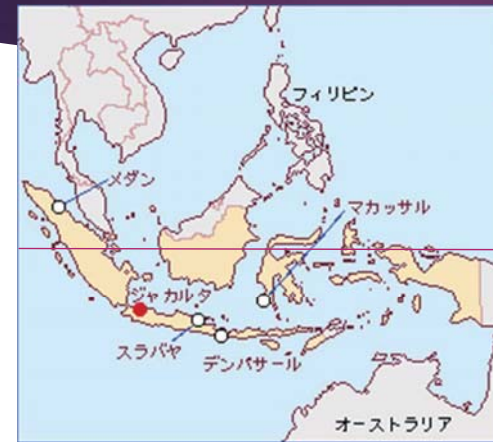 フィリピン
メダン
マカッサル
ジャカルタ
スラバヤ
デンパサール
オーストラリア